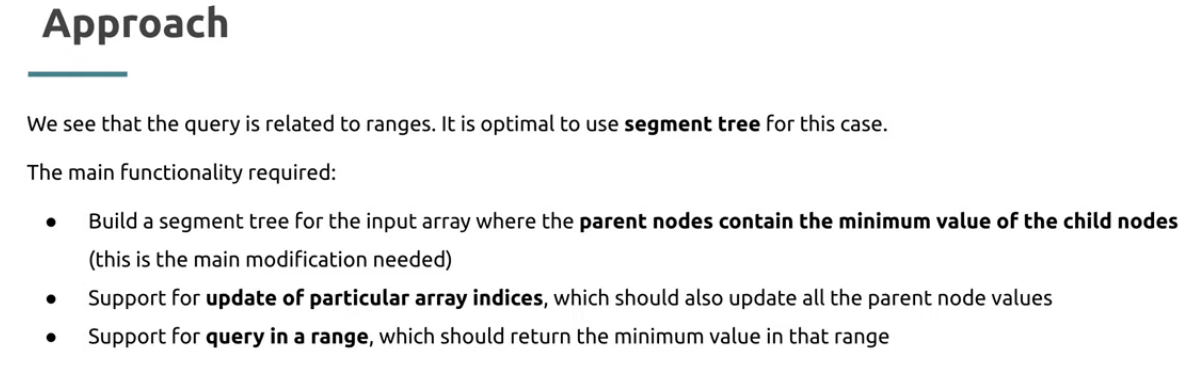 Approach
We see that the query is related to ranges. It is optimal to use segment tree for this case.
The main functionality required:
● Build a segment tree for the input array where the parent nodes contain the minimum value of the child nodes
(this is the main modification needed)
● Support for update of particular array indices, which should also update all the parent node values
● Support for query in a range, which should return the minimum value in that range